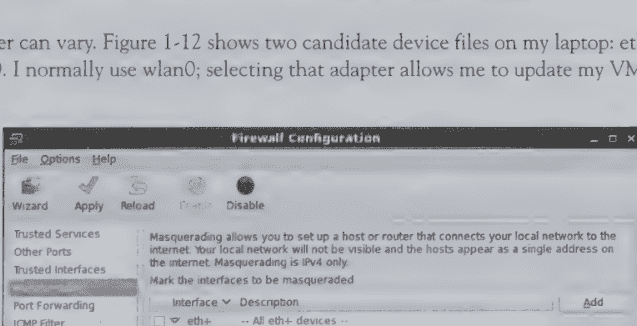 er can vary. Figure 1-12 shows two candidate device files on my laptop: et
0. I normally use wlan0; selecting that adapter allows me to update my VM
Firewall Configuration
File Options Help
Wizard Apply Reload Enable Disable
Trusted Services
Other Ports
Trusted Interfaces
Port Forwarding
ICMP Filter
Masquerading allows you to set up a host or router that connects your local network to the
internet. Your local network will not be visible and the hosts appear as a single address on
the internet. Masquerading is IPv4 only.
Mark the interfaces to be masqueraded
Interface Description
Add
eth+ -- All eth+ devices --